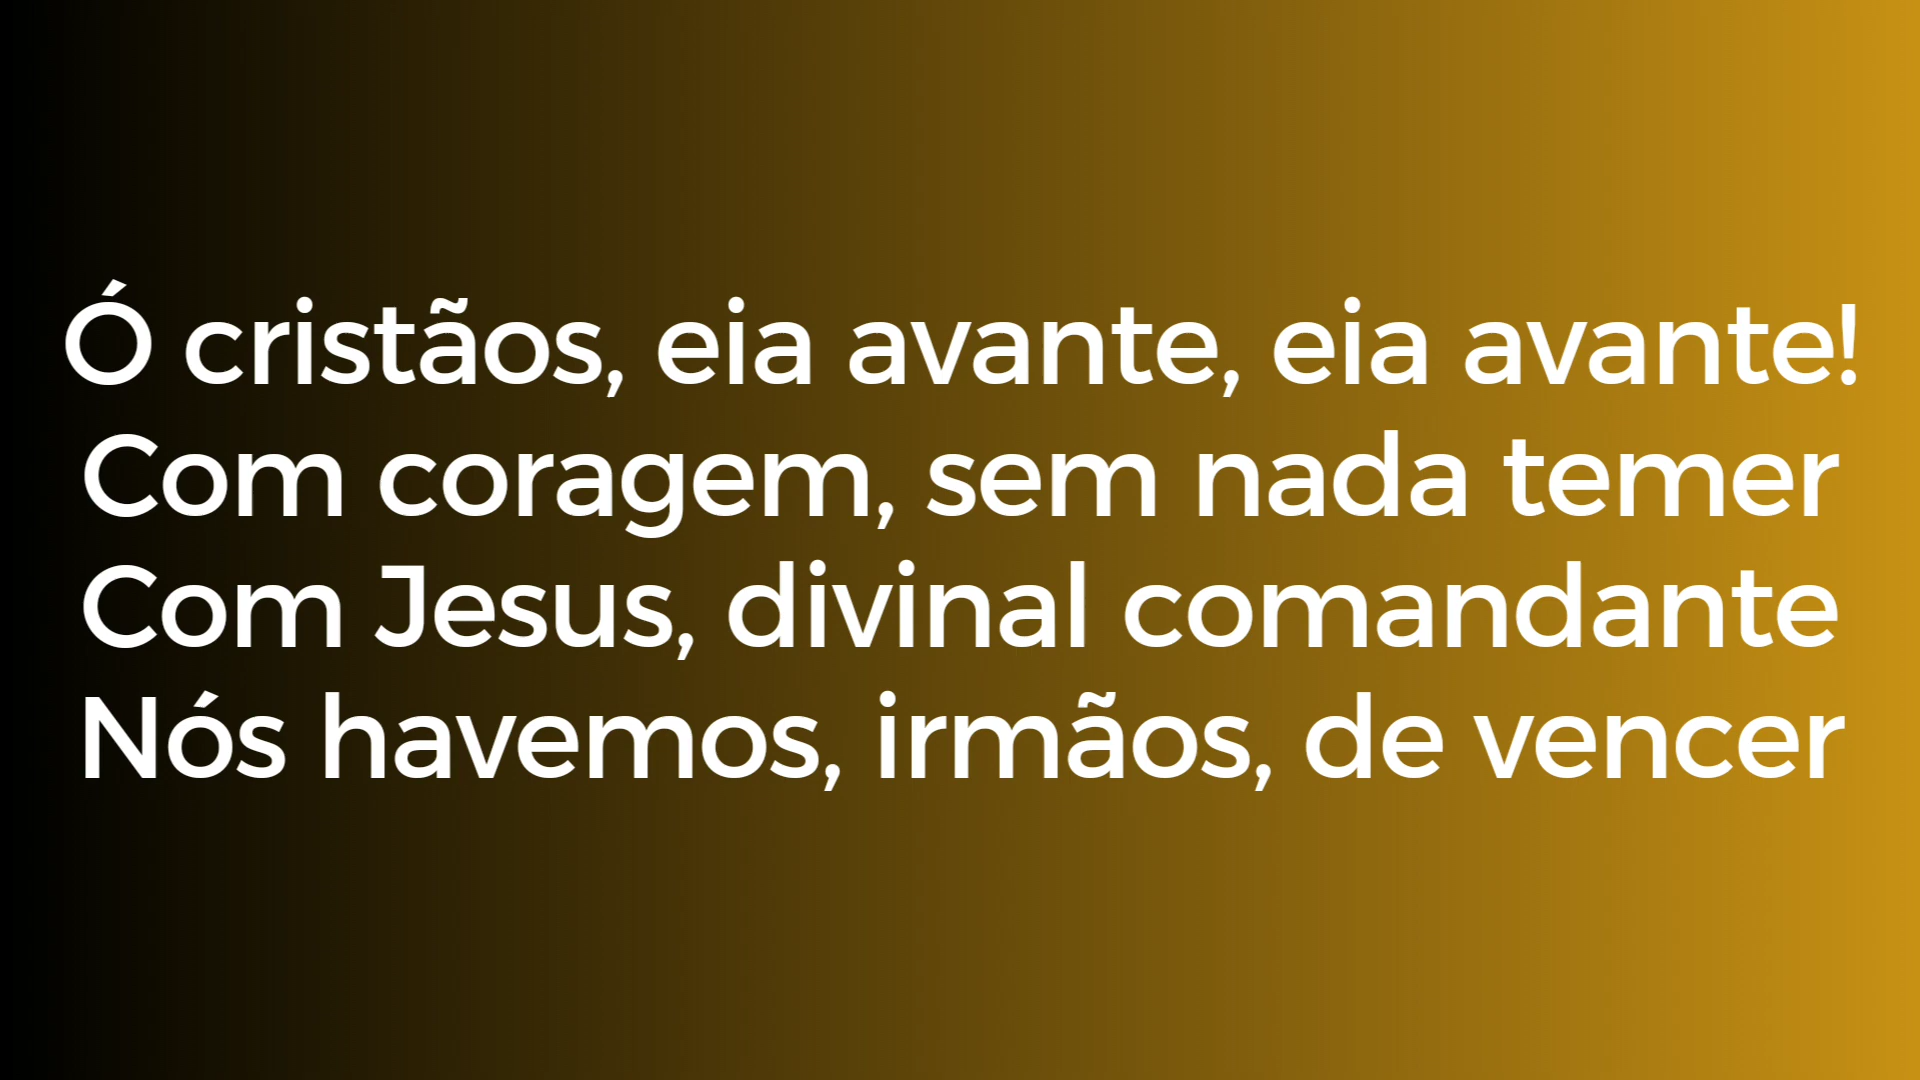 Ó cristãos, eia avante, eia avante!
Com coragem, sem nada temer
Com Jesus, divinal comandante
Nós havemos, irmãos, de vencer